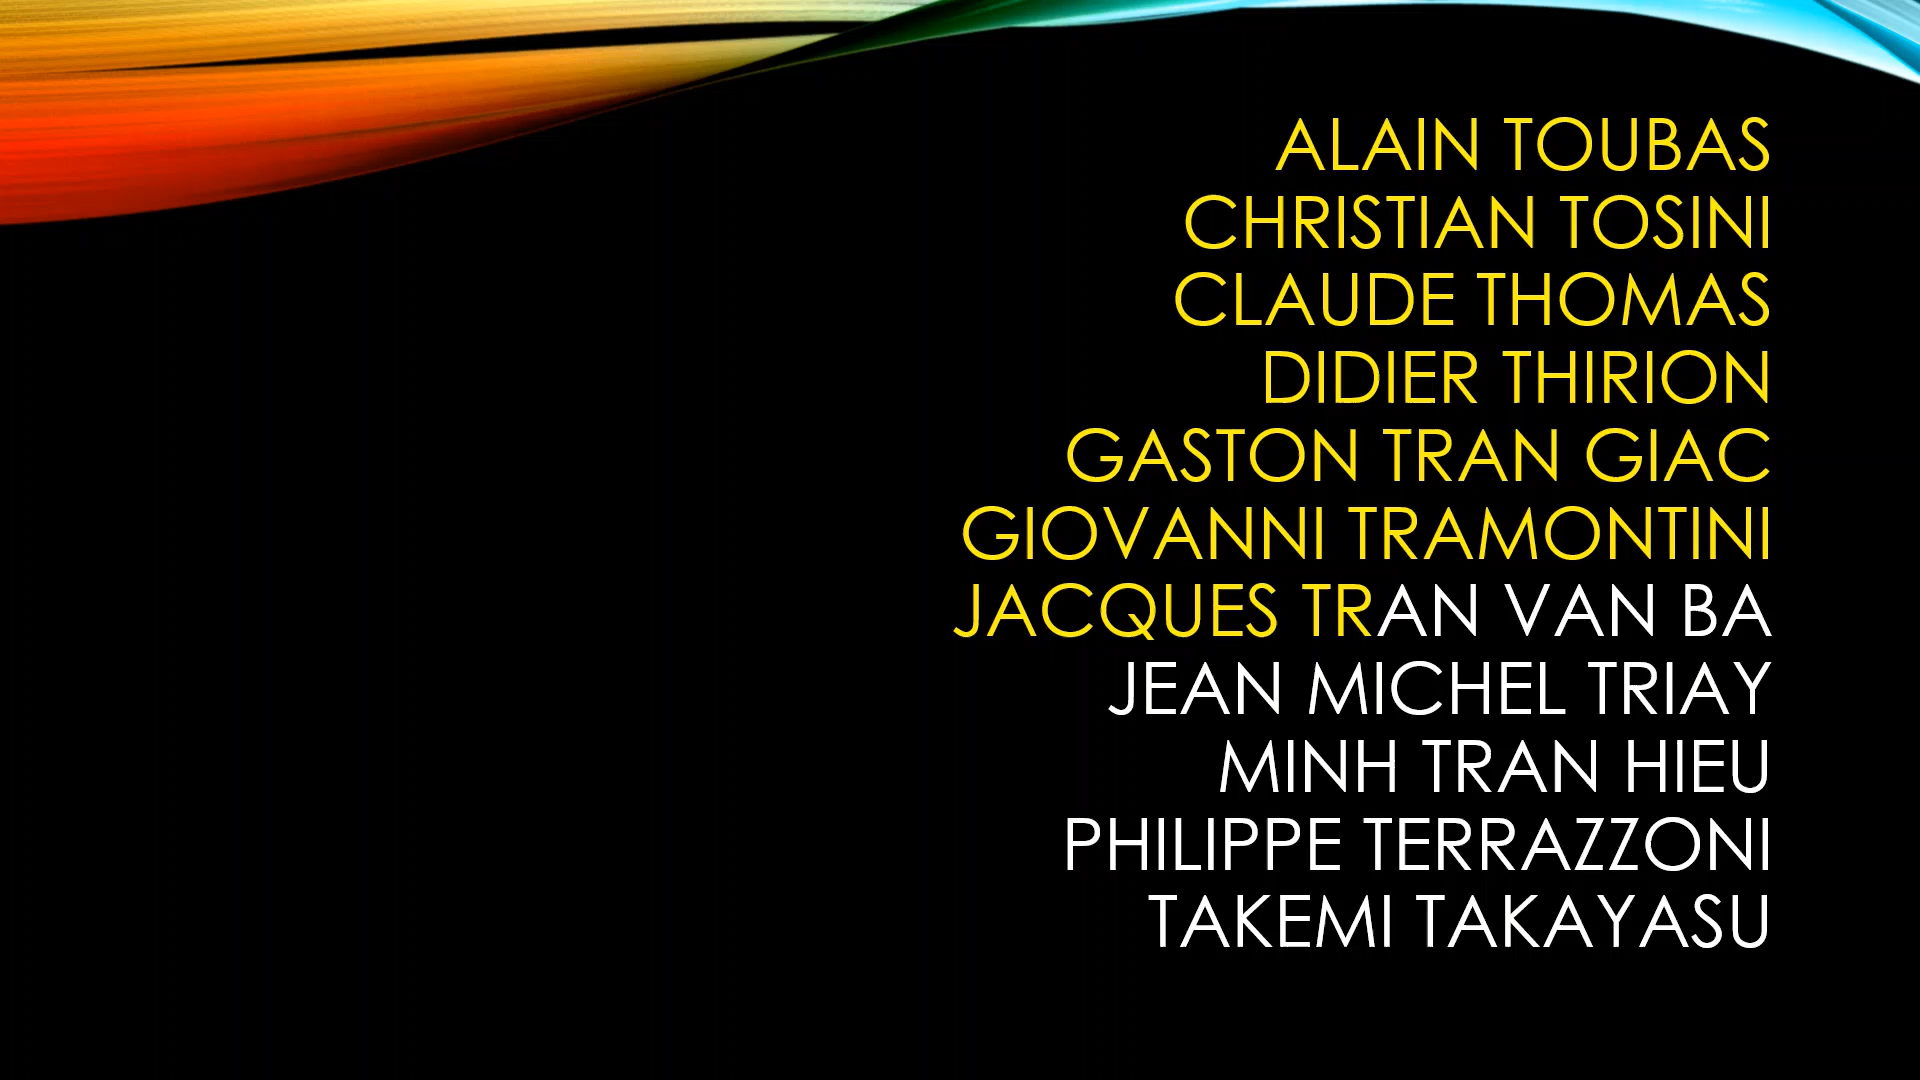 ALAIN TOUBAS
CHRISTIAN TOSINI
CLAUDE THOMAS
DIDIER THIRION
GASTON TRAN GIAC
GIOVANNI TRAMONTINI
JACQUES TRAN VAN BA
JEAN MICHEL TRIAY
MINH TRAN HIEU
PHILIPPE TERRAZZONI
TAKEMI TAKAYASU